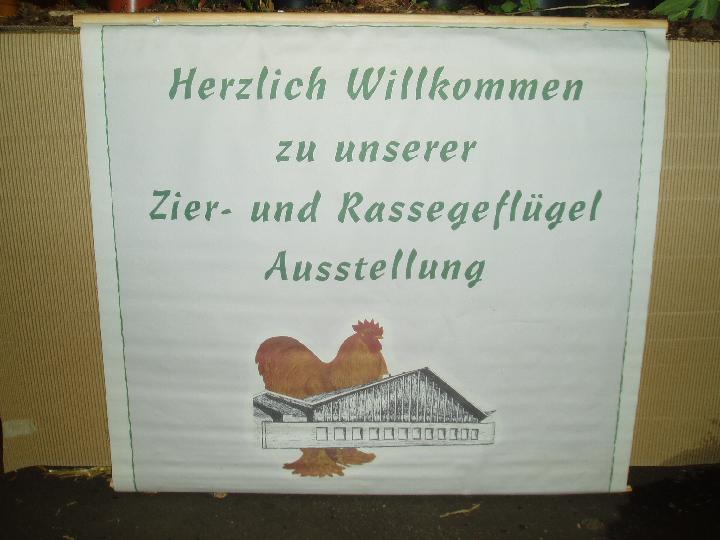 Herzlich Willkommen
zu unserer
Zier- und Rassegeflügel
Ausstellung